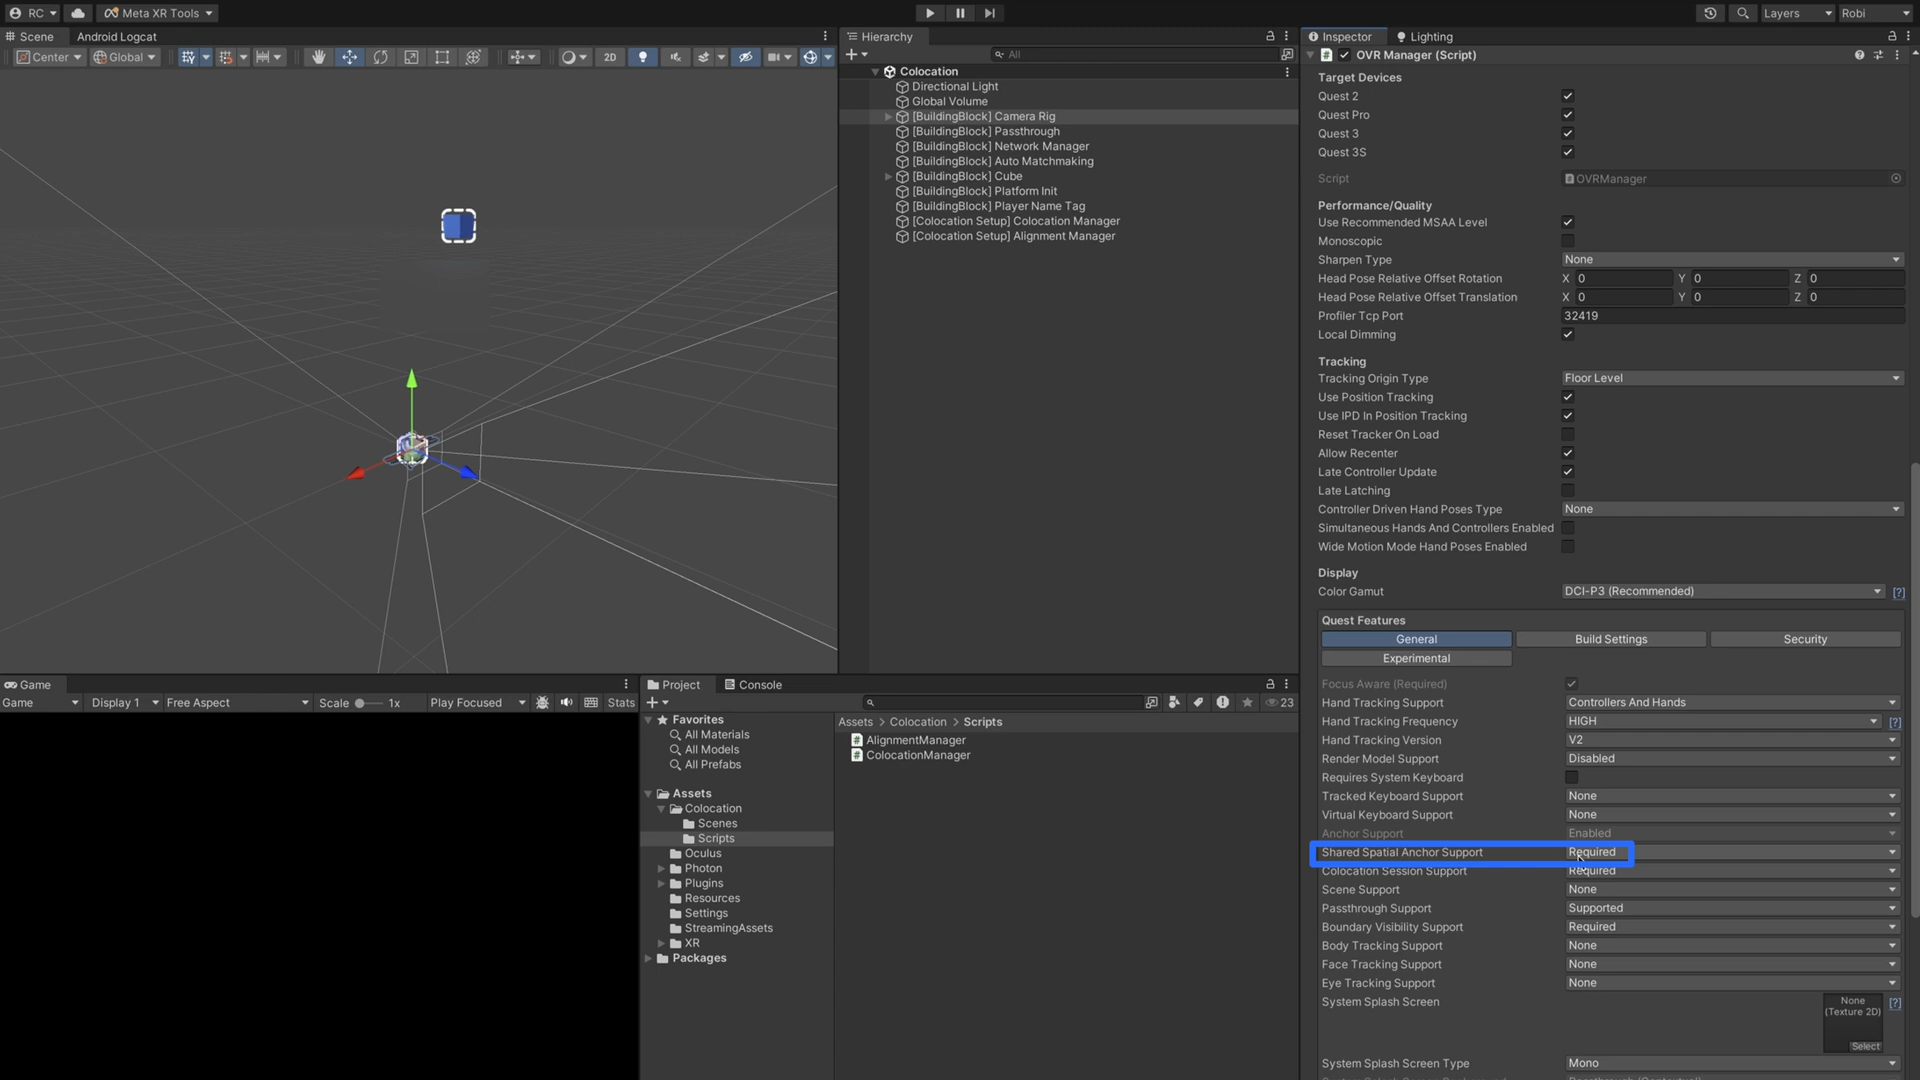 RC
Meta XR Tools
Layers
Robi
Scene
Android Logcat
Center
Global
2D
Hierarchy
All
Colocation
Directional Light
Global Volume
[BuildingBlock] Camera Rig
[BuildingBlock] Passthrough
[BuildingBlock] Network Manager
[BuildingBlock] Auto Matchmaking
[BuildingBlock] Cube
[BuildingBlock] Platform Init
[BuildingBlock] Player Name Tag
[Colocation Setup] Colocation Manager
[Colocation Setup] Alignment Manager
Inspector
Lighting
OVR Manager (Script)
Target Devices
Quest 2
Quest Pro
Quest 3
Quest 3S
Script OVRManager
Performance/Quality
Use Recommended MSAA Level
Monoscopic
Sharpen Type None
Head Pose Relative Offset Rotation X 0 Y 0 Z 0
Head Pose Relative Offset Translation X 0 Y 0 Z 0
Profiler Tcp Port 32419
Local Dimming
Tracking
Tracking Origin Type Floor Level
Use Position Tracking
Use IPD In Position Tracking
Reset Tracker On Load
Allow Recenter
Late Controller Update
Late Latching
Controller Driven Hand Poses Type None
Simultaneous Hands And Controllers Enabled
Wide Motion Mode Hand Poses Enabled
Display
Color Gamut DCI-P3 (Recommended) [?]
Quest Features
General Build Settings Security
Experimental
Focus Aware (Required)
Hand Tracking Support Controllers And Hands
Hand Tracking Frequency HIGH [?]
Hand Tracking Version V2
Render Model Support Disabled
Requires System Keyboard
Tracked Keyboard Support None
Virtual Keyboard Support None
Anchor Support Enabled
Shared Spatial Anchor Support Required
Colocation Session Support Required
Scene Support None
Passthrough Support Supported
Boundary Visibility Support Required
Body Tracking Support None
Face Tracking Support None
Eye Tracking Support None
System Splash Screen None [?]
(Texture 2D)
Select
System Splash Screen Type Mono
Game
Game Display 1 Free Aspect Scale 1x Play Focused Stats
Project
Console
23
Favorites
All Materials
All Models
All Prefabs
Assets
Colocation
Scenes
Scripts
Oculus
Photon
Plugins
Resources
Settings
StreamingAssets
XR
Packages
Assets > Colocation > Scripts
AlignmentManager
ColocationManager